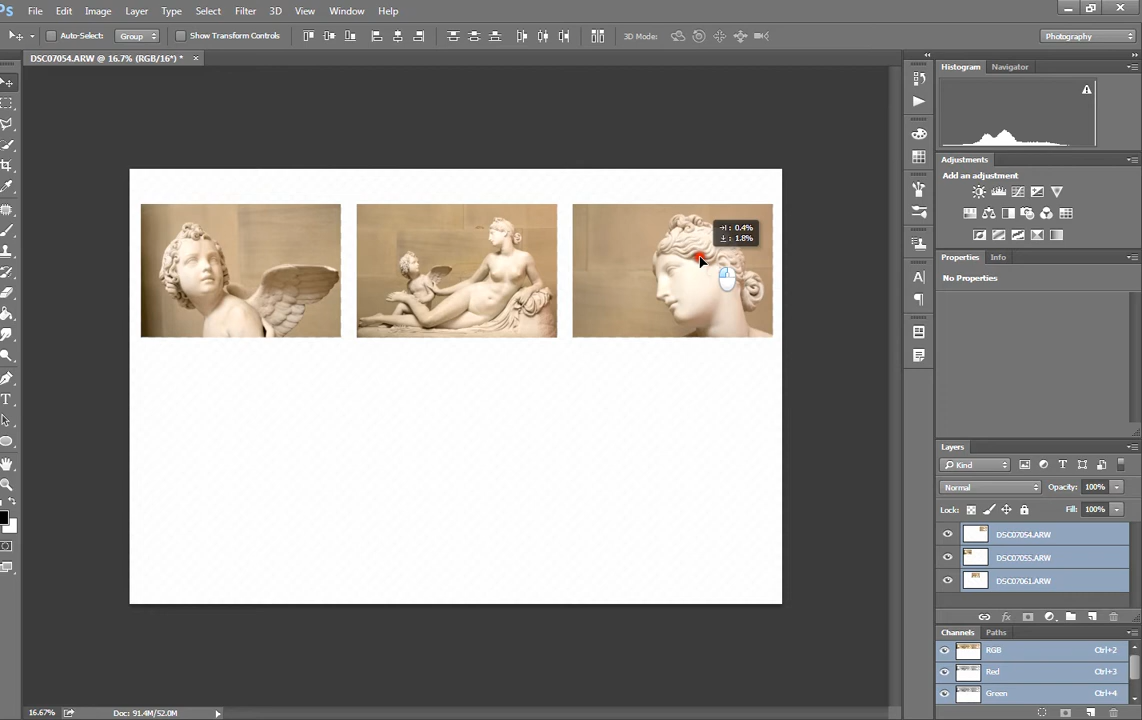 Ps File Edit Image Layer Type Select Filter 3D View Window Help
Auto-Select: Group Show Transform Controls 3D Mode: Photography
DSC07054.ARW @ 16.7% (RGB/16*) * ×
Histogram Navigator
Adjustments
Add an adjustment
Properties Info
No Properties
: 0.4%
: 1.8%
Layers
Kind
Normal Opacity: 100%
Lock: Fill: 100%
DSC07054.ARW
DSC07055.ARW
DSC07061.ARW
Channels Paths
RGB Ctrl+2
Red Ctrl+3
Green Ctrl+4
16.67% Doc: 91.4M/52.0M